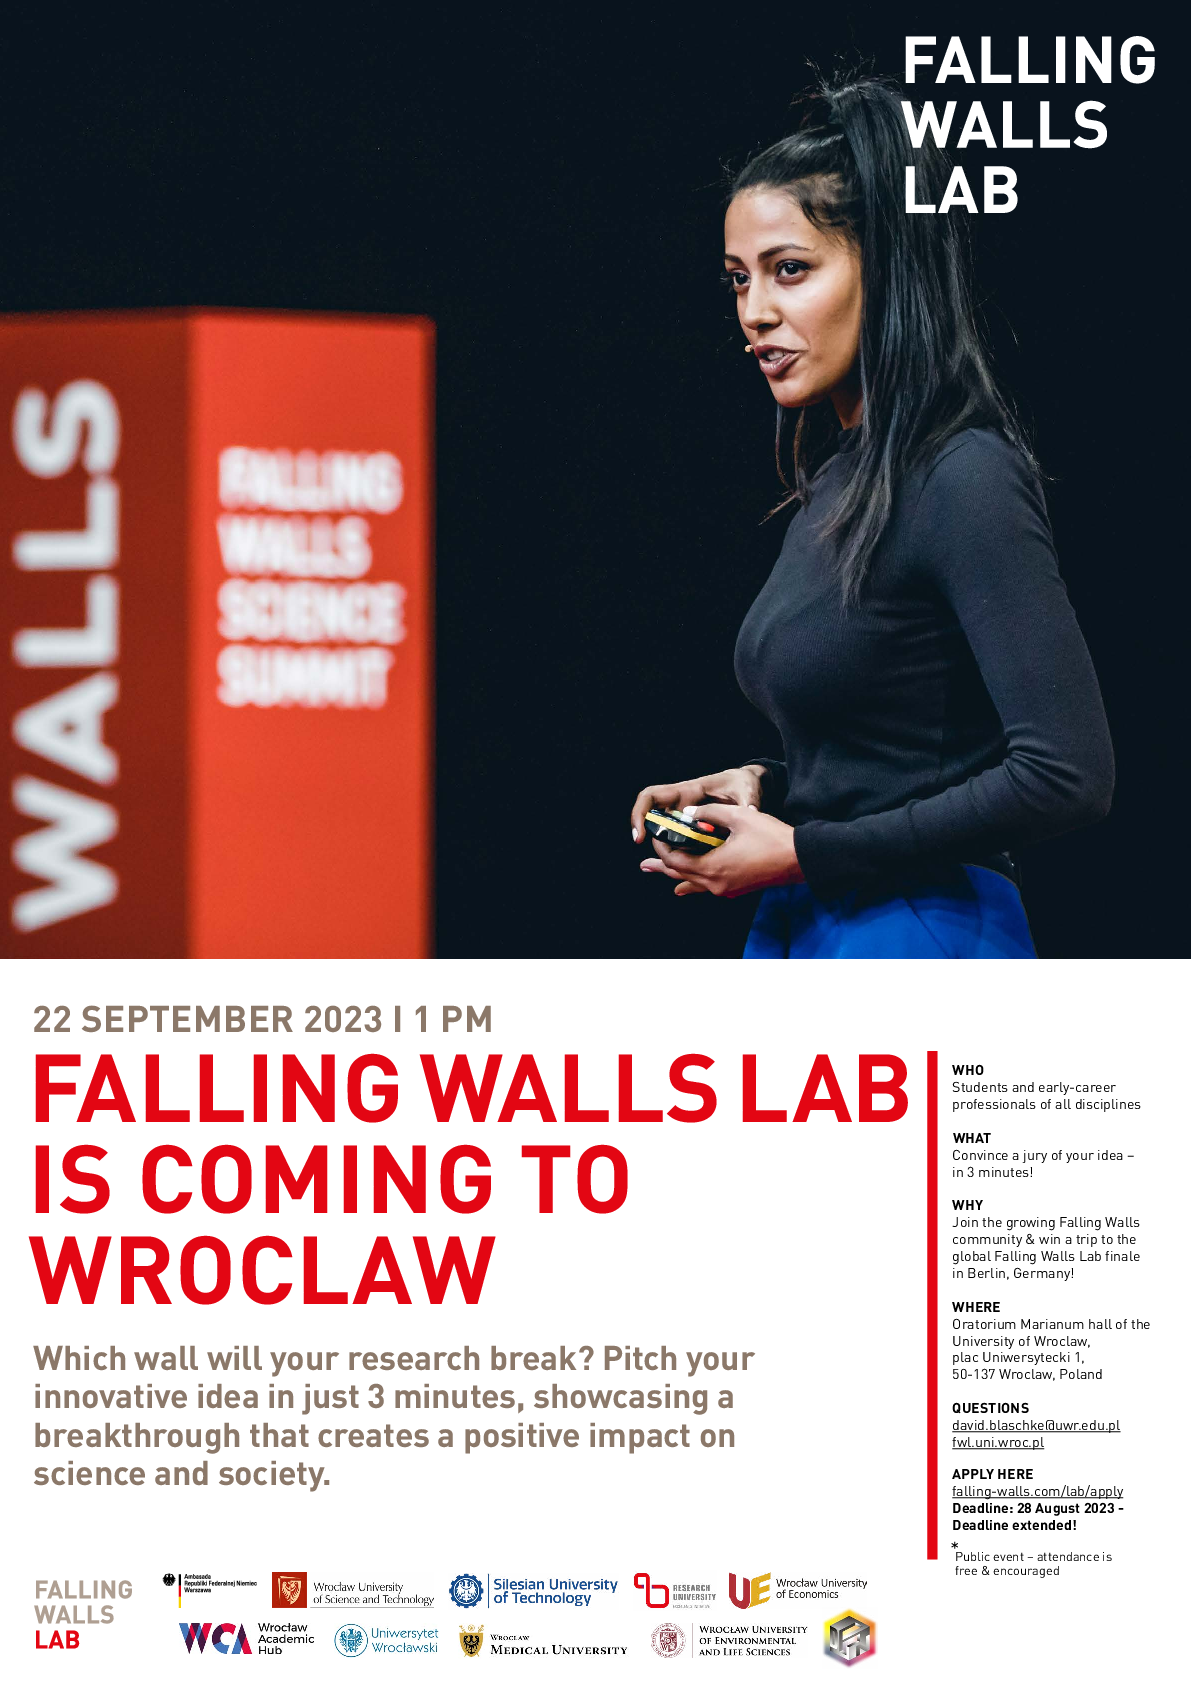 FALLING
WALLS
LAB
WALLS
FALLING
WALLS
SCIENCE
SUMMIT
22 SEPTEMBER 2023 I 1 PM
FALLING WALLS LAB
IS COMING TO
WROCLAW
Which wall will your research break? Pitch your
innovative idea in just 3 minutes, showcasing a
breakthrough that creates a positive impact on
science and society.
WHO
Students and early-career
professionals of all disciplines
WHAT
Convince a jury of your idea –
in 3 minutes!
WHY
Join the growing Falling Walls
community & win a trip to the
global Falling Walls Lab finale
in Berlin, Germany!
WHERE
Oratorium Marianum hall of the
University of Wroclaw,
plac Uniwersytecki 1,
50-137 Wroclaw, Poland
QUESTIONS
david.blaschke@uwr.edu.pl
fwl.uni.wroc.pl
APPLY HERE
falling-walls.com/lab/apply
Deadline: 28 August 2023 -
Deadline extended!
*
Public event – attendance is
free & encouraged
FALLING
WALLS
LAB
Ambasada
Republiki Federalnej Niemiec
Warszawa
Wrocław University
of Science and Technology
Silesian University
of Technology
RESEARCH
UNIVERSITY
EXCELLENCE INITIATIVE
UE
Wrocław University
of Economics
WCA
Wrocław
Academic
Hub
Uniwersytet
Wrocławski
WROCLAW
MEDICAL UNIVERSITY
WROCŁAW UNIVERSITY
OF ENVIRONMENTAL
AND LIFE SCIENCES